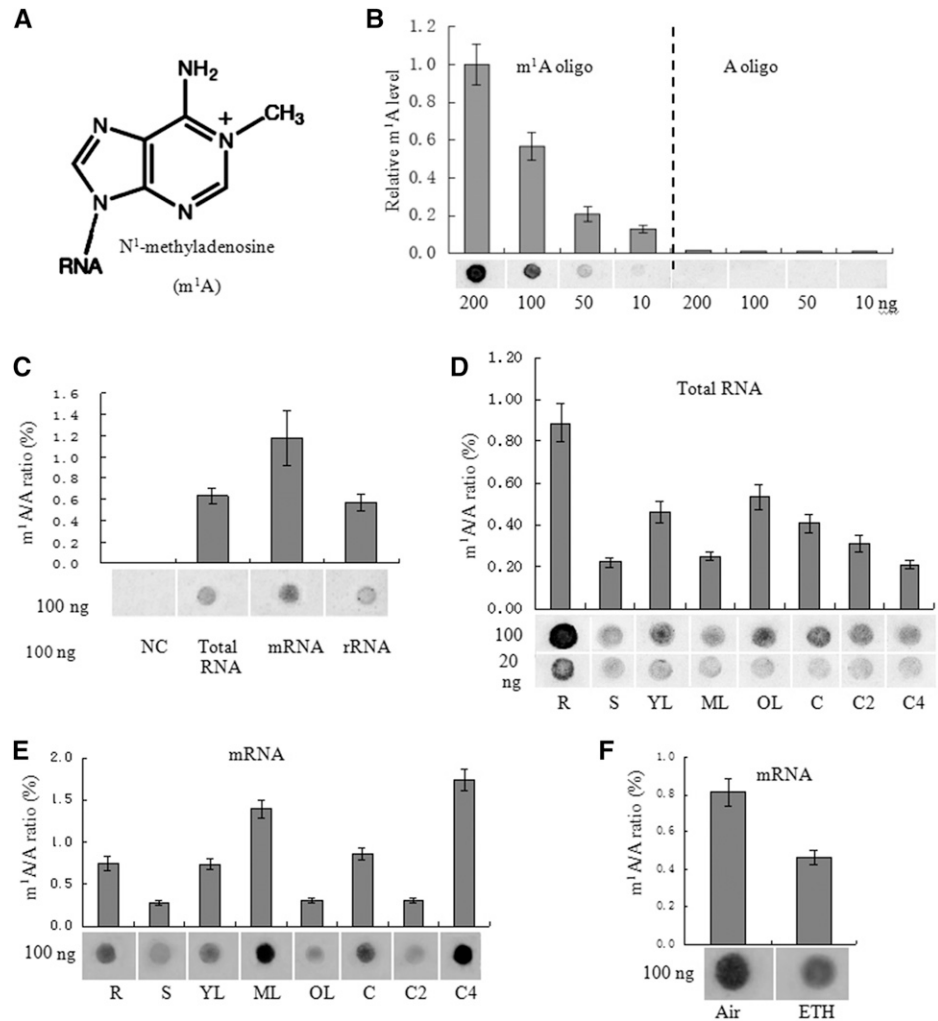 A
NH₂
+
N
CH₃
N
N
N
RNA
N¹-methyladenosine
(m¹A)
B
Relative m¹A level
1.2
1.0
0.8
0.6
0.4
0.2
0.0
m¹A oligo
A oligo
200 100 50 10 200 100 50 10 ng
C
m¹A/A ratio (%)
1.6
1.4
1.2
1.0
0.8
0.6
0.4
0.2
0.0
100 ng
100 ng
NC Total RNA mRNA rRNA
D
Total RNA
m¹A/A ratio (%)
1.20
1.00
0.80
0.60
0.40
0.20
0.00
100
20
ng
R S YL ML OL C C2 C4
E
mRNA
m¹A/A ratio (%)
2.0
1.5
1.0
0.5
0.0
100 ng
R S YL ML OL C C2 C4
F
mRNA
m¹A/A ratio (%)
1.0
0.8
0.6
0.4
0.2
0.0
100 ng
Air ETH